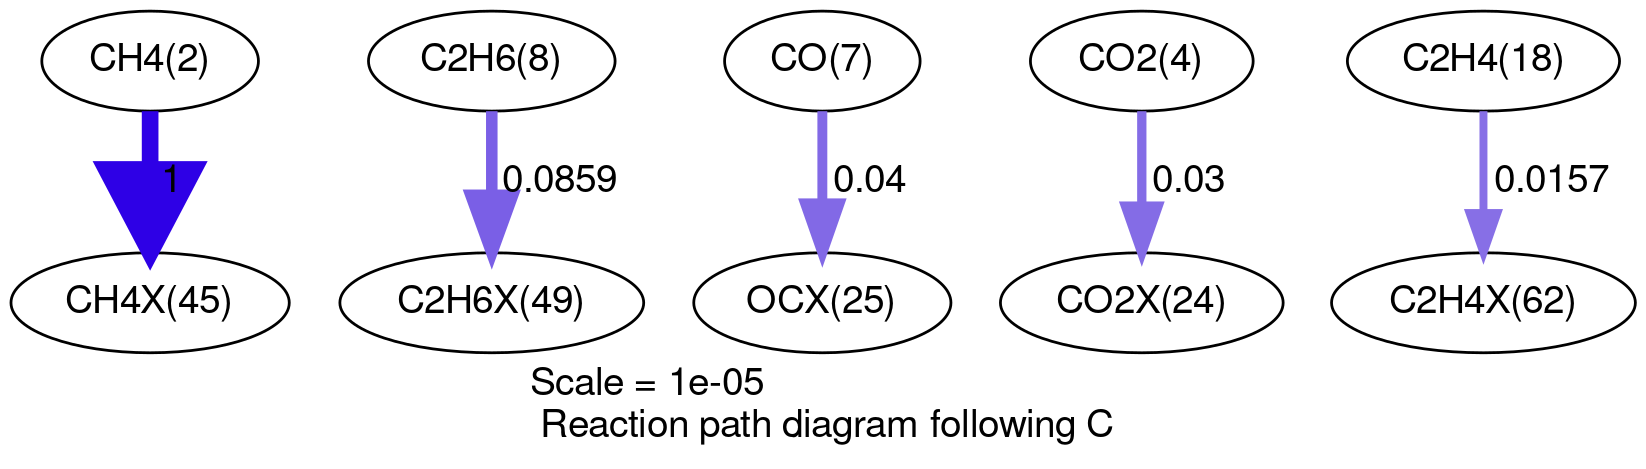 CH4(2) C2H6(8) CO(7) CO2(4) C2H4(18)
1 0.0859 0.04 0.03 0.0157
CH4X(45) C2H6X(49) OCX(25) CO2X(24) C2H4X(62)
Scale = 1e-05
Reaction path diagram following C